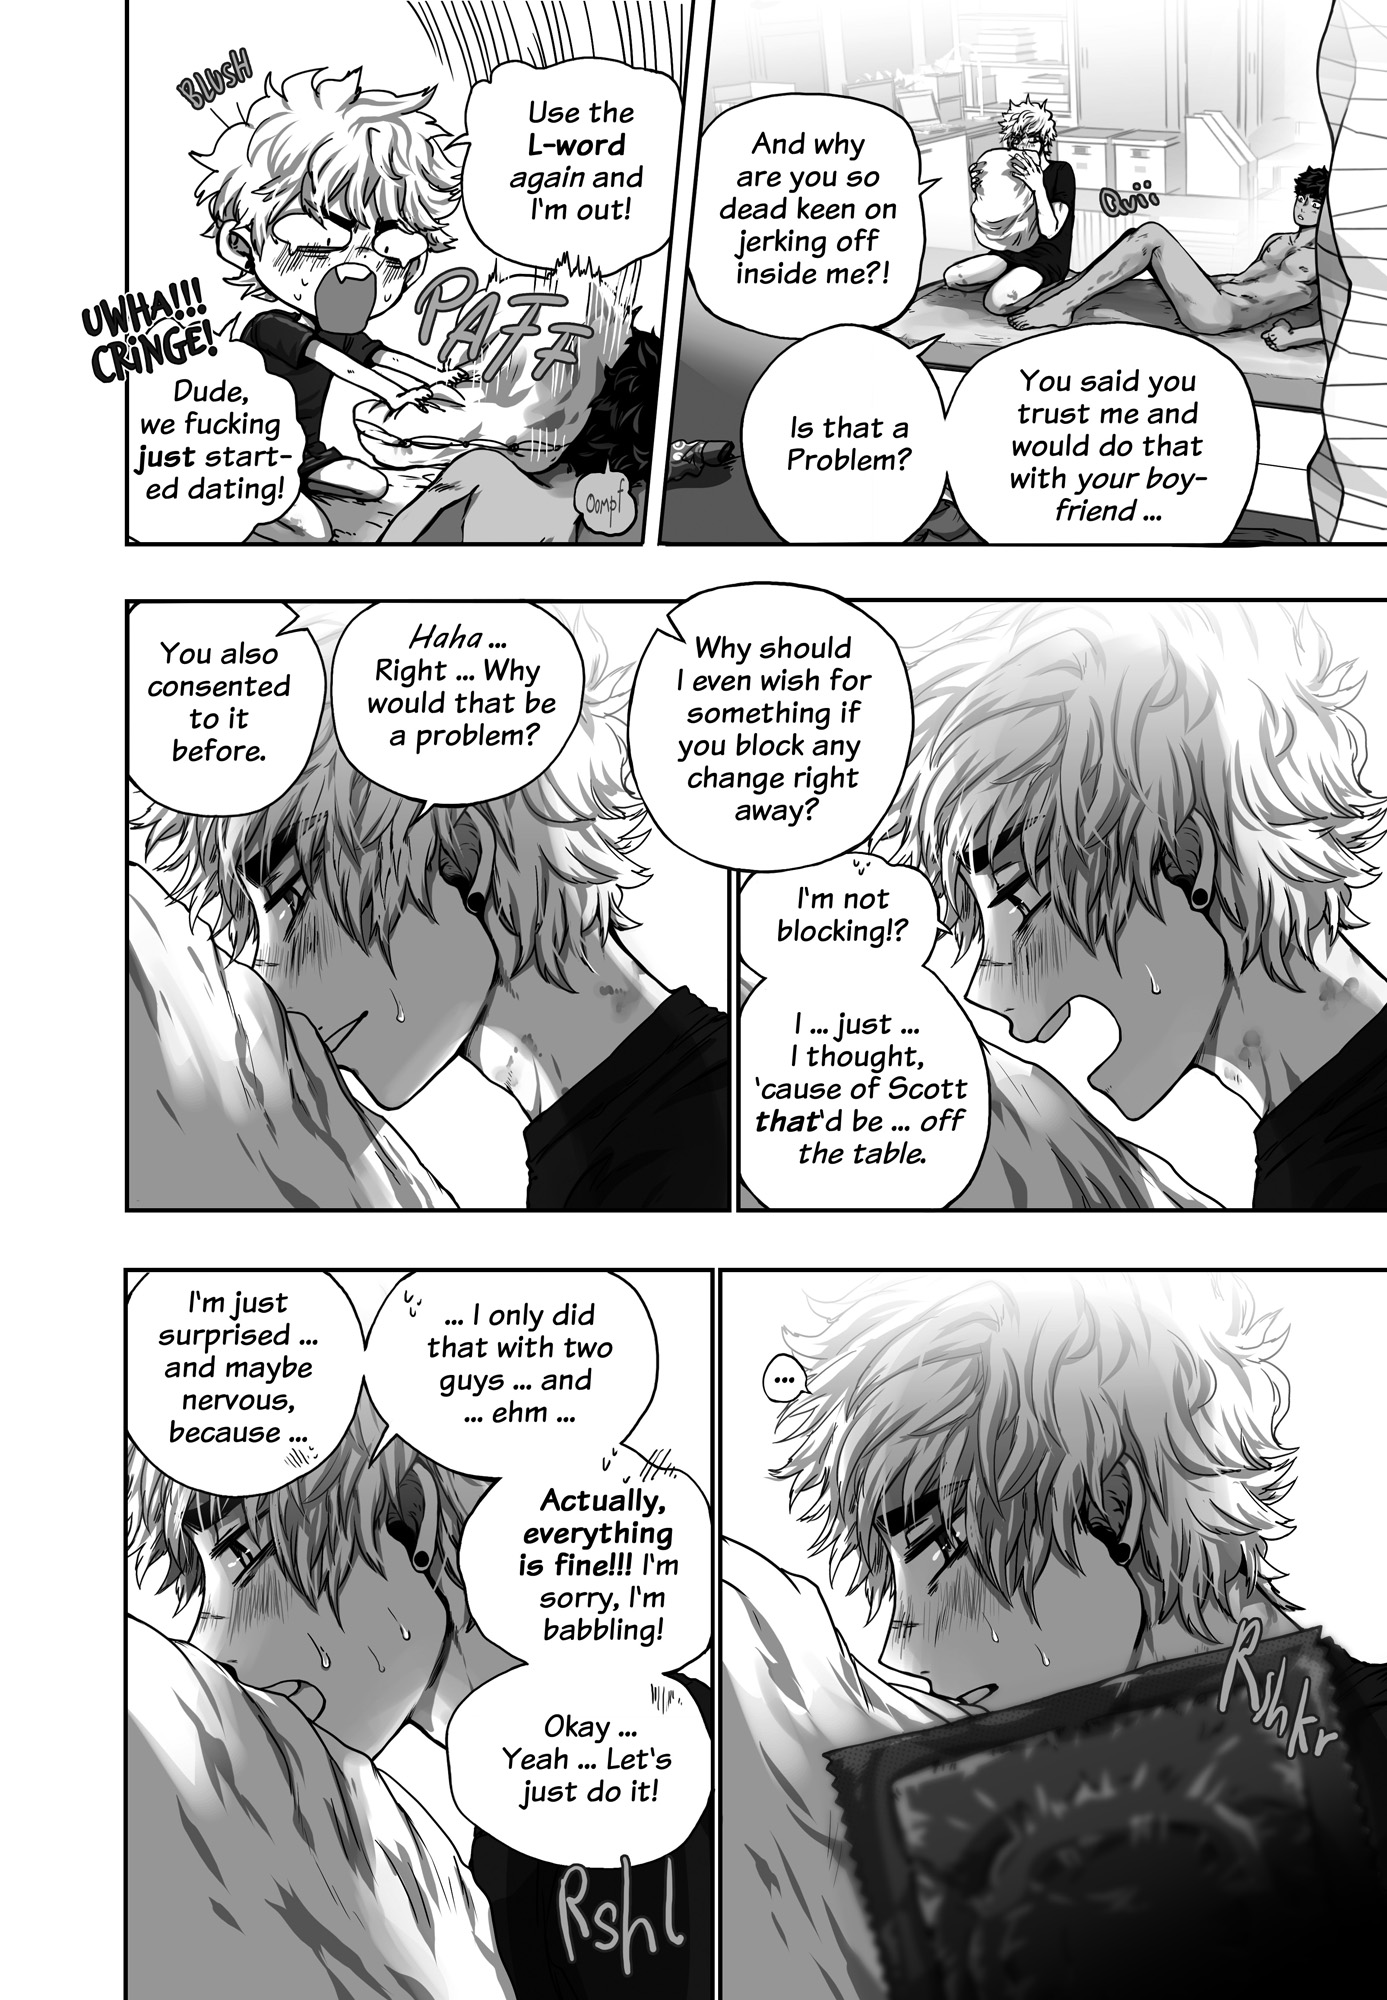 BLUSH
Use the
L-word
again and
I'm out!
UWHA!!!
CRiNGE!
PAFF
Dude,
we fucking
just start-
ed dating!
Oompf
And why
are you so
dead keen on
jerking off
inside me?!
Is that a
Problem?
You said you
trust me and
would do that
with your boy-
friend ...
You also
consented
to it
before.
Haha ...
Right ... Why
would that be
a problem?
Why should
I even wish for
something if
you block any
change right
away?
I'm not
blocking!?
I ... just ...
I thought,
'cause of Scott
that'd be ... off
the table.
I'm just
surprised ...
and maybe
nervous,
because ...
... I only did
that with two
guys ... and
... ehm ...
Actually,
everything
is fine!!! I'm
sorry, I'm
babbling!
Okay ...
Yeah ... Let's
just do it!
Rshl
...
Rshkr